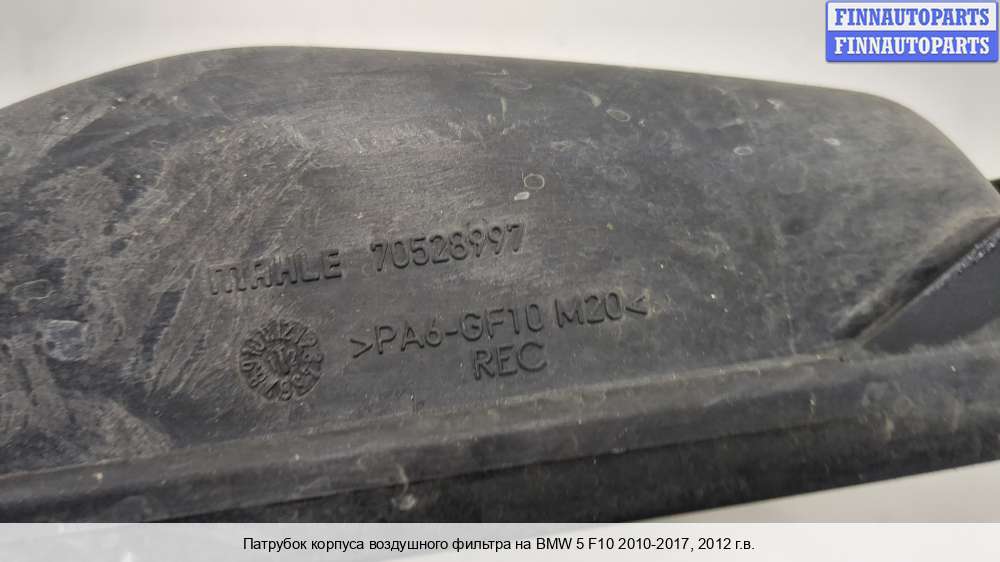 FINNAUTOPARTS
FINNAUTOPARTS
MAHLE 70528997
>PA6-GF10 M20<
REC
Патрубок корпуса воздушного фильтра на BMW 5 F10 2010-2017, 2012 г.в.